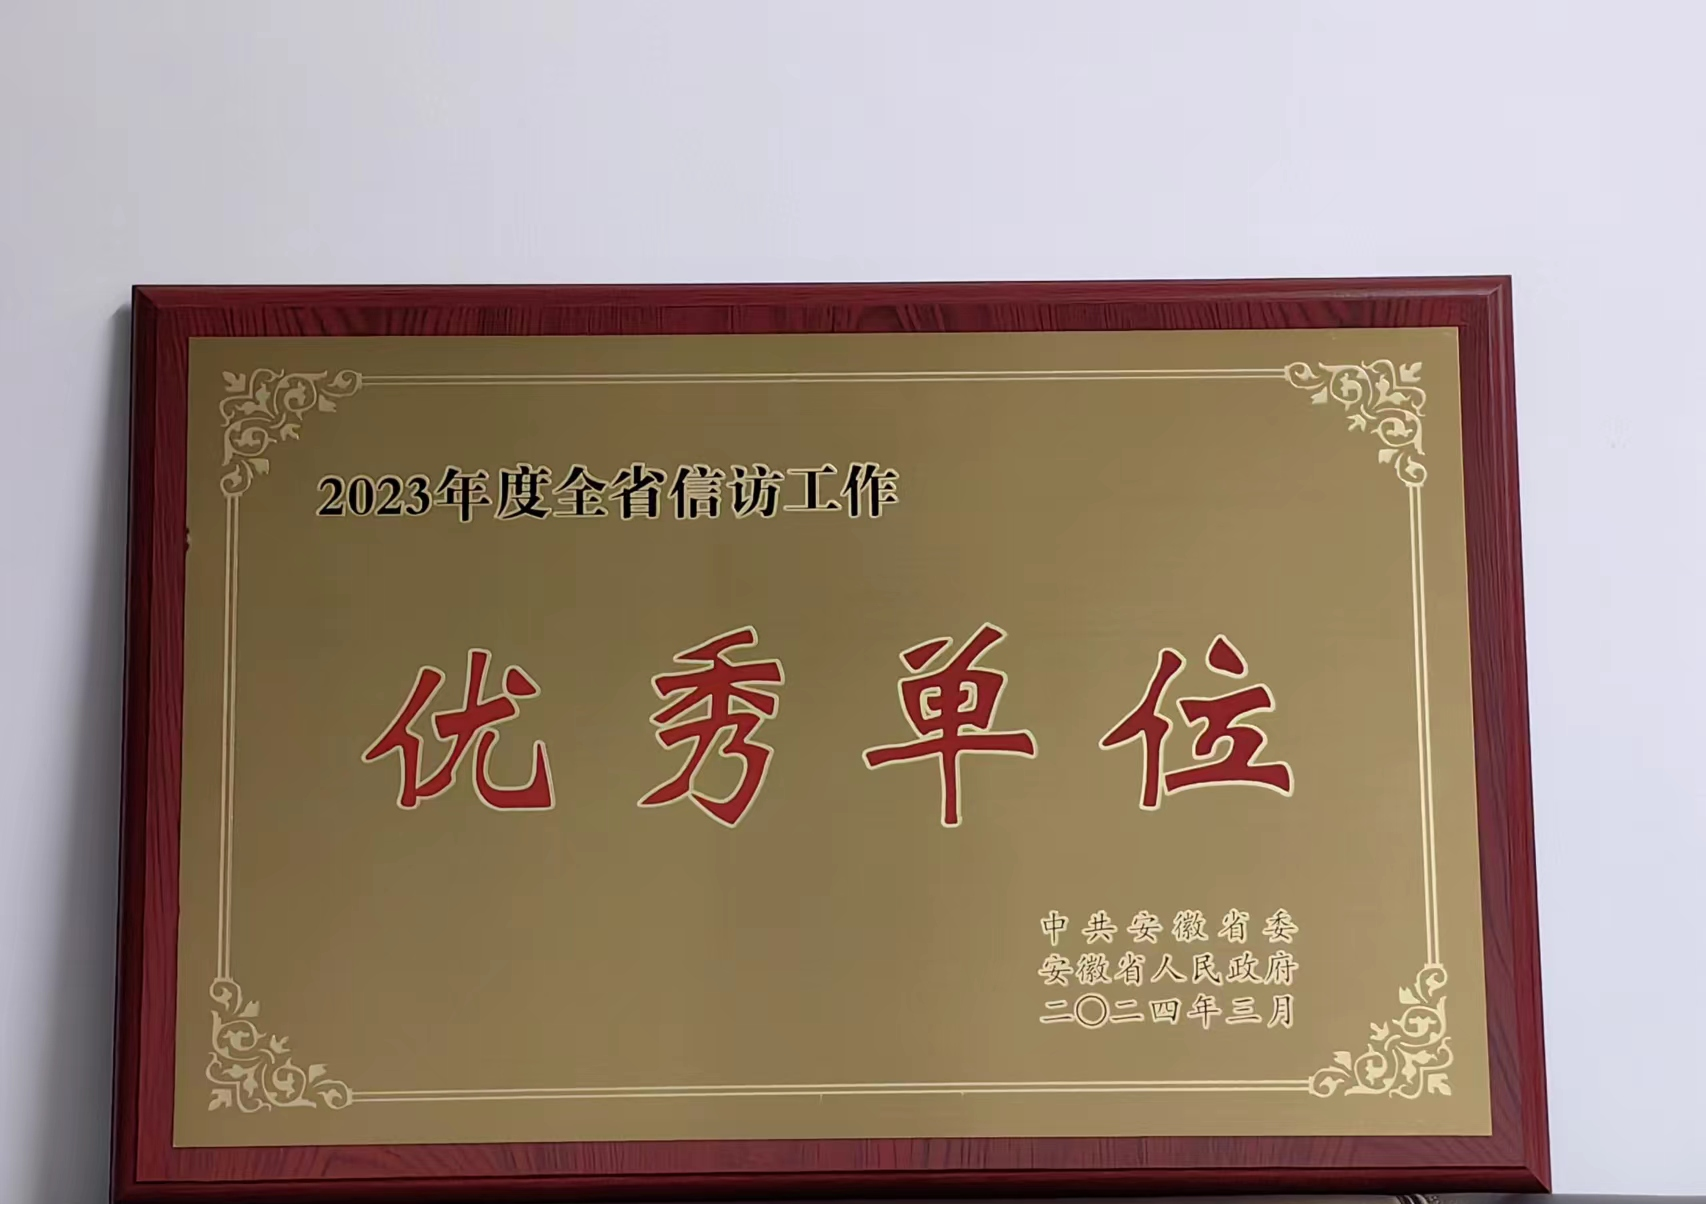 2023年度全省信访工作
优秀单位
中共安徽省委
安徽省人民政府
二〇二四年三月